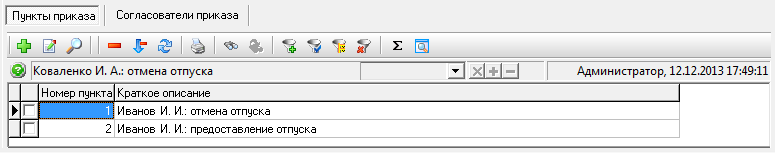 Пункты приказа Согласователи приказа
Σ
Коваленко И. А.: отмена отпуска Администратор, 12.12.2013 17:49:11
Номер пункта Краткое описание
1 Иванов И. И.: отмена отпуска
2 Иванов И. И.: предоставление отпуска